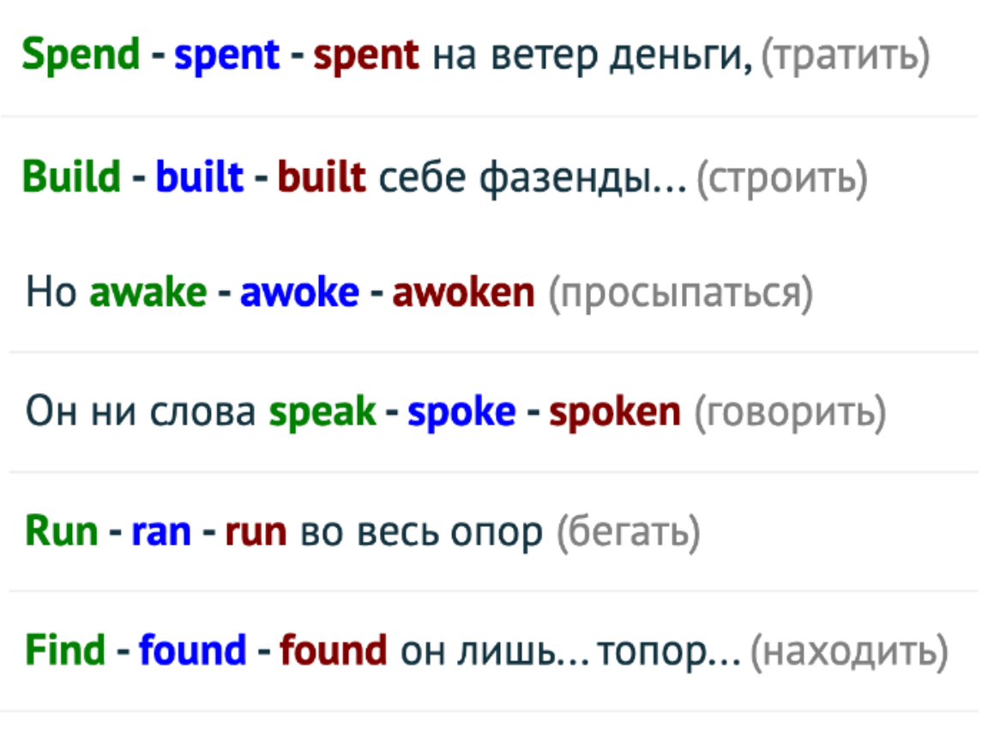 Spend - spent - spent на ветер деньги, (тратить)
Build - built - built себе фазенды... (строить)
Но awake - awoke - awoken (просыпаться)
Он ни слова speak - spoke - spoken (говорить)
Run - ran - run во весь опор (бегать)
Find - found - found он лишь... топор... (находить)